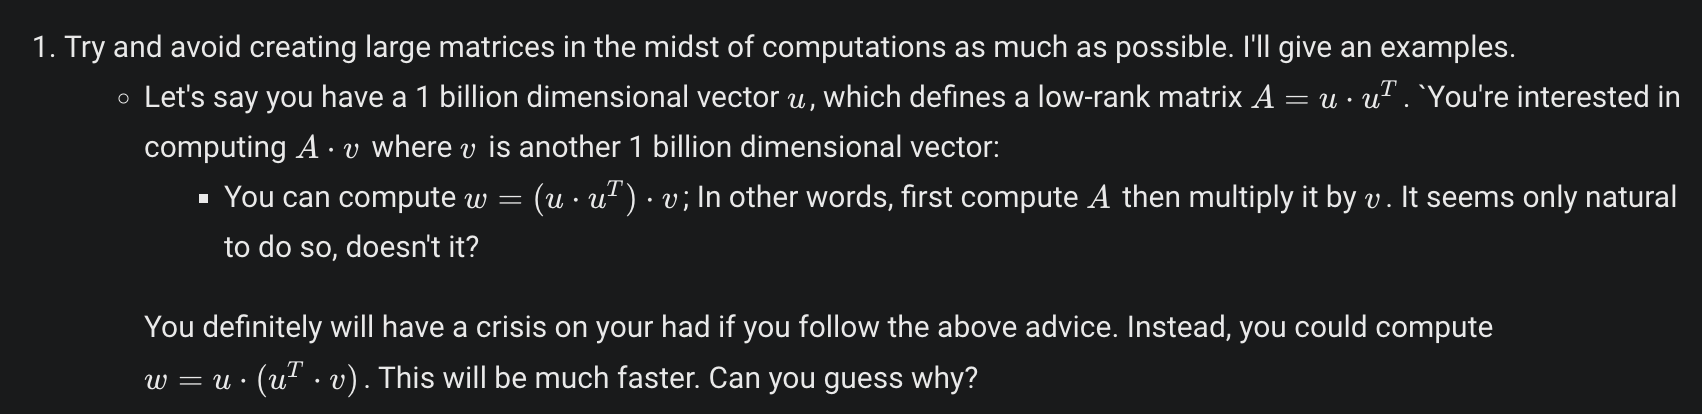 1. Try and avoid creating large matrices in the midst of computations as much as possible. I'll give an examples.
○ Let's say you have a 1 billion dimensional vector u, which defines a low-rank matrix A = u · uᵀ. `You're interested in
computing A · v where v is another 1 billion dimensional vector:
▪ You can compute w = (u · uᵀ) · v; In other words, first compute A then multiply it by v. It seems only natural
to do so, doesn't it?
You definitely will have a crisis on your had if you follow the above advice. Instead, you could compute
w = u · (uᵀ · v). This will be much faster. Can you guess why?